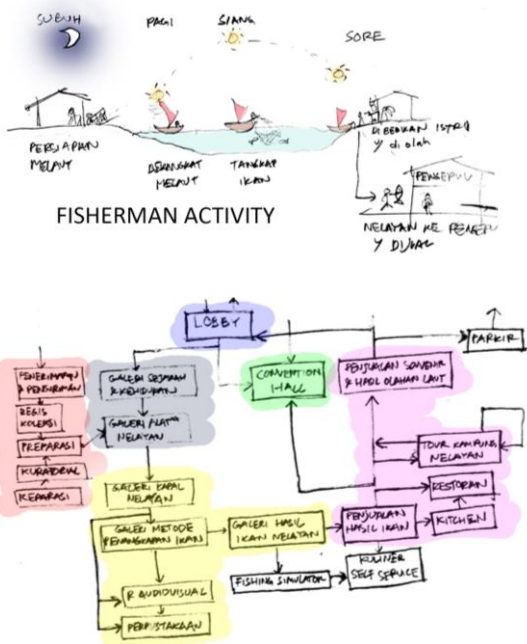 SUBUH
PAGI
SIANG
SORE
PERSIAPAN
MELAUT
BERANGKAT
MELAUT
TANGKAP
IKAN
DIBERIKAN ISTRI
y diolah
PENGEPUL
NELAYAN KE
y DIJUAL
FISHERMAN ACTIVITY
LOBBY
PARKIR
PENERIMAAN
& PENGIRIMAN
REGIS
KOLEKSI
PREPARASI
KURATORIAL
REPARASI
GALERI SEJARAH
& KEHIDUPAN
GALERI ALAT
NELAYAN
CONVENTION
HALL
PENJUALAN SOUVENIR
& HASIL OLAHAN LAUT
TOUR KAMPUNG
NELAYAN
RESTORAN
KITCHEN
GALERI KAPAL
NELAYAN
GALERI METODE
PENANGKAPAN IKAN
GALERI HASIL
IKAN NELAYAN
PENJUALAN
HASIL IKAN
R AUDIOVISUAL
PERPUSTAKAAN
FISHING SIMULATOR
KULINER
SELF SERVICE